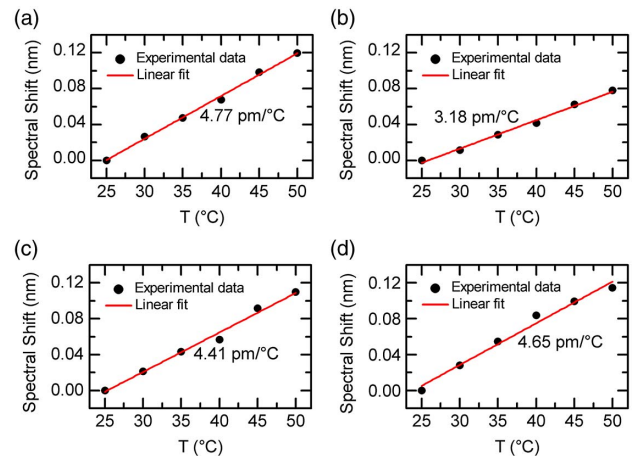 (a)
Spectral Shift (nm)
0.12
0.08
0.04
0.00
Experimental data
Linear fit
4.77 pm/°C
25 30 35 40 45 50
T (°C)
(b)
Spectral Shift (nm)
0.12
0.08
0.04
0.00
Experimental data
Linear fit
3.18 pm/°C
25 30 35 40 45 50
T (°C)
(c)
Spectral Shift (nm)
0.12
0.08
0.04
0.00
Experimental data
Linear fit
4.41 pm/°C
25 30 35 40 45 50
T (°C)
(d)
Spectral Shift (nm)
0.12
0.08
0.04
0.00
Experimental data
Linear fit
4.65 pm/°C
25 30 35 40 45 50
T (°C)